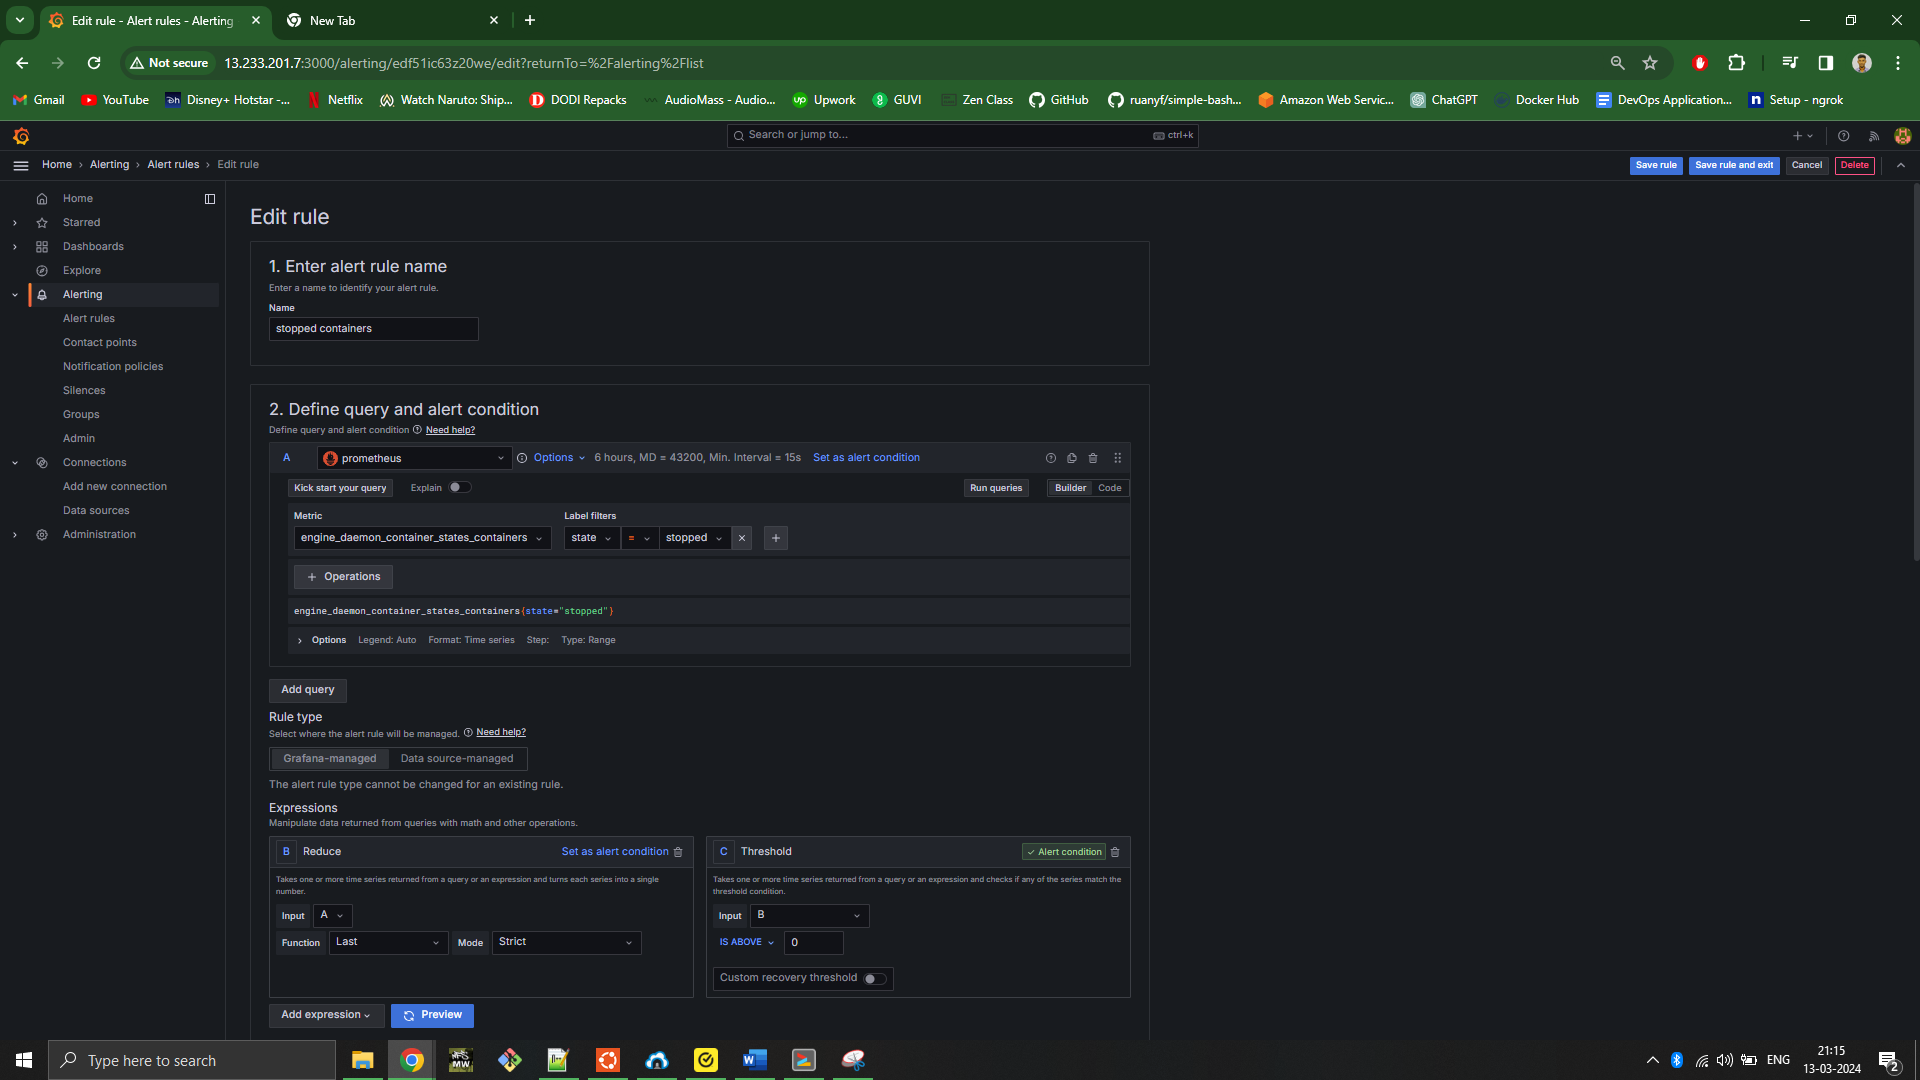 Edit rule - Alert rules - Alerting
New Tab
Not secure
13.233.201.7:3000/alerting/edf51ic63z20we/edit?returnTo=%2Falerting%2Flist
Gmail
YouTube
Disney+ Hotstar -...
Netflix
Watch Naruto: Ship...
DODI Repacks
AudioMass - Audio...
Upwork
GUVI
Zen Class
GitHub
ruanyf/simple-bash...
Amazon Web Servic...
ChatGPT
Docker Hub
DevOps Application...
Setup - ngrok
Search or jump to...
ctrl+k
Home › Alerting › Alert rules › Edit rule
Save rule
Save rule and exit
Cancel
Delete
Home
Starred
Dashboards
Explore
Alerting
Alert rules
Contact points
Notification policies
Silences
Groups
Admin
Connections
Add new connection
Data sources
Administration
Edit rule
1. Enter alert rule name
Enter a name to identify your alert rule.
Name
stopped containers
2. Define query and alert condition
Define query and alert condition Need help?
A
prometheus
Options
6 hours, MD = 43200, Min. Interval = 15s
Set as alert condition
Kick start your query
Explain
Run queries
Builder
Code
Metric
Label filters
engine_daemon_container_states_containers
state
=
stopped
Operations
engine_daemon_container_states_containers{state="stopped"}
Options Legend: Auto Format: Time series Step: Type: Range
Add query
Rule type
Select where the alert rule will be managed. Need help?
Grafana-managed
Data source-managed
The alert rule type cannot be changed for an existing rule.
Expressions
Manipulate data returned from queries with math and other operations.
B
Reduce
Set as alert condition
Takes one or more time series returned from a query or an expression and turns each series into a single
number.
Input
A
Function
Last
Mode
Strict
C
Threshold
Alert condition
Takes one or more time series returned from a query or an expression and checks if any of the series match the
threshold condition.
Input
B
IS ABOVE
0
Custom recovery threshold
Add expression
Preview
Type here to search
MW
ENG
21:15
13-03-2024
2